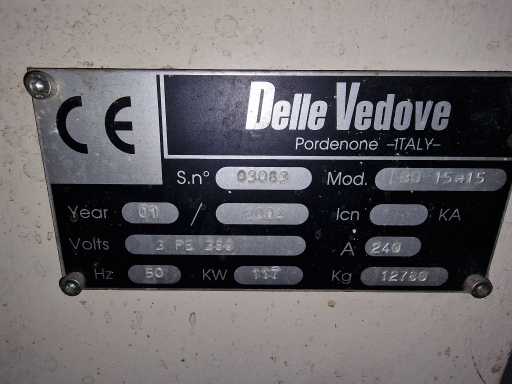 CE
Delle Vedove
Pordenone -ITALY-
S.n° 03083 Mod. 15
Year 01 / Icn KA
Volts 3 PE 380 A 240
Hz 50 KW Kg 12780